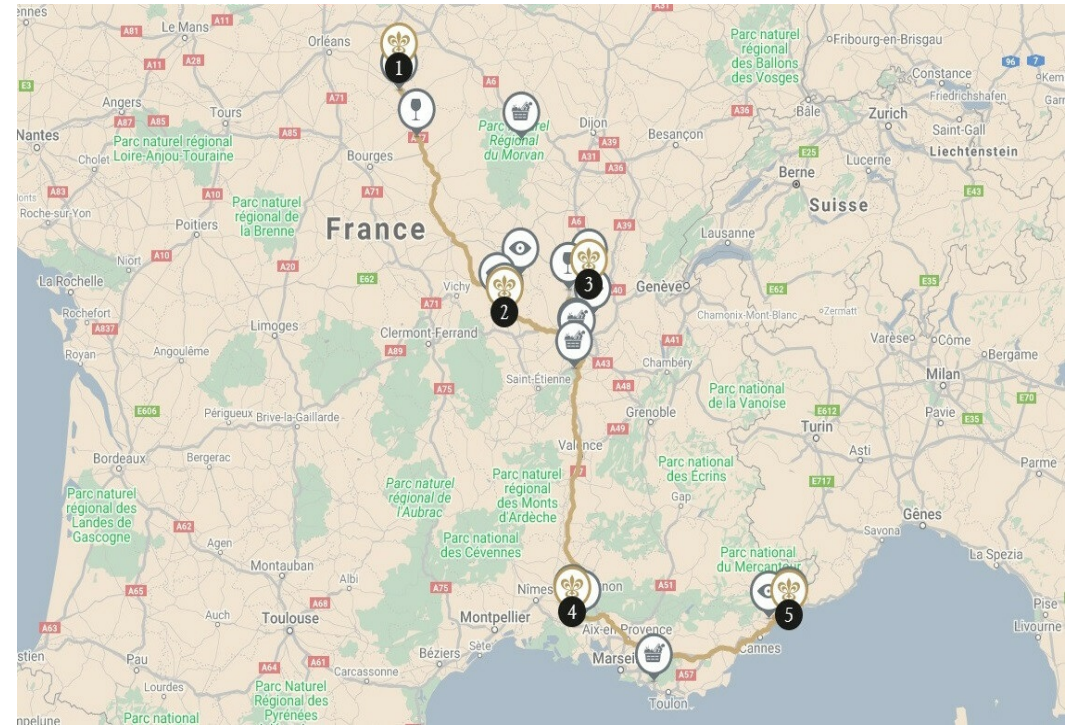 ennes
Le Mans
A11
A81
Orléans
A31
Parc naturel
régional
des Ballons
des Vosges
Fribourg-en-Brisgau
A11
A28
A6
96
7
Constance
Kem
E3
1
Friedrichshafen
A71
A36
Bâle
Zurich
Angers
Tours
Dijon
Saint-Gall
A87
A85
Nantes
Parc naturel régional
Loire-Anjou-Touraine
A85
Régional
du Morvan
Besançon
A39
Liechtenstein
Cholet
Bourges
A31
A36
E25
Lucerne
Berne
A83
A10
A71
E43
Roche-sur-Yon
Poitiers
Parc naturel
régional de
la Brenne
France
A6
A39
Suisse
Lausanne
Niort
A10
A20
La Rochelle
E62
Vichy
3
Genève
E62
E35
Rochefort
A71
2
Chamonix-Mont-Blanc
Zermatt
A837
Limoges
Clermont-Ferrand
A41
Varèse
Côme
Bergame
Royan
Angoulême
A89
A43
Chambéry
Saint-Étienne
A48
Parc national
de la Vanoise
Milan
A75
E70
E606
Périgueux
Brive-la-Gaillarde
Grenoble
E612
Pavie
E35
A49
Turin
Bordeaux
Bergerac
Valence
Asti
Parc national
des Écrins
Parme
Parc naturel
régional des
Landes de
Gascogne
Parc naturel
régional de
l'Aubrac
Parc
naturel
régional
des Monts
d'Ardèche
E717
Gap
A62
Gênes
Agen
Parc national
des Cévennes
Savona
La Spezia
Montauban
Parc national
du Mercantour
A65
Albi
A75
Nîmes
A51
Auch
A68
Toulouse
Montpellier
4
5
Pise
A63
Aix-en-Provence
Livourne
Béziers
Sète
Cannes
Pau
A64
A61
Carcassonne
A57
Lourdes
Toulon
Parc national
Parc Naturel
Régional des
Pyrénées